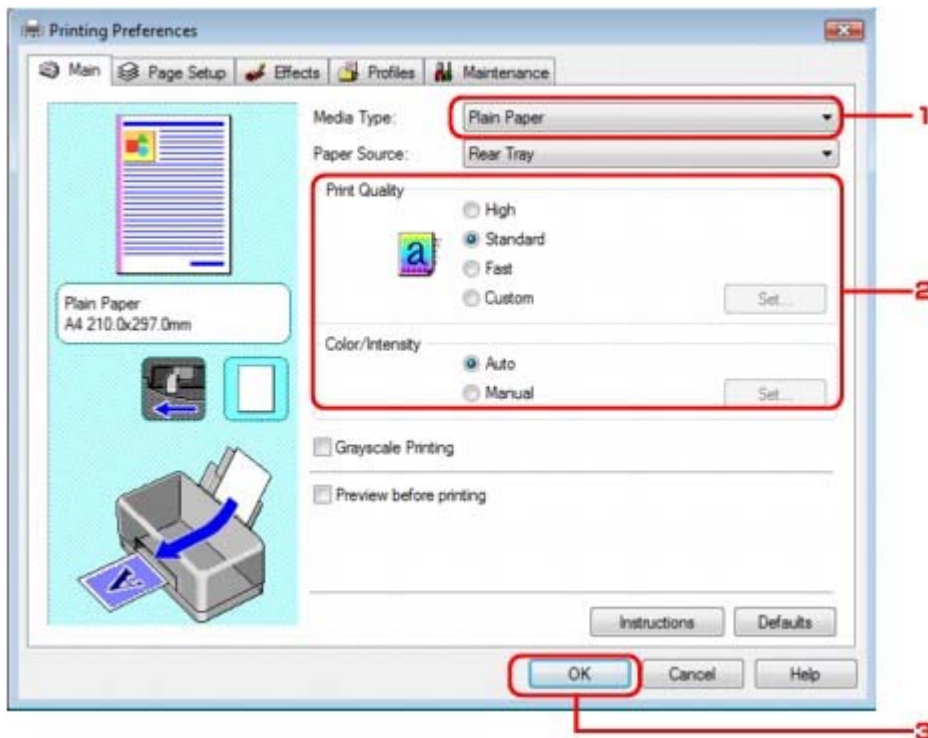 Printing Preferences
Main Page Setup Effects Profiles Maintenance
Media Type: Plain Paper 1
Paper Source: Rear Tray
Print Quality
High
a Standard
Fast
Custom Set... 2
Plain Paper
A4 210.0x297.0mm
Color/Intensity
Auto
Manual Set...
Grayscale Printing
Preview before printing
A
Instructions Defaults
OK Cancel Help
3